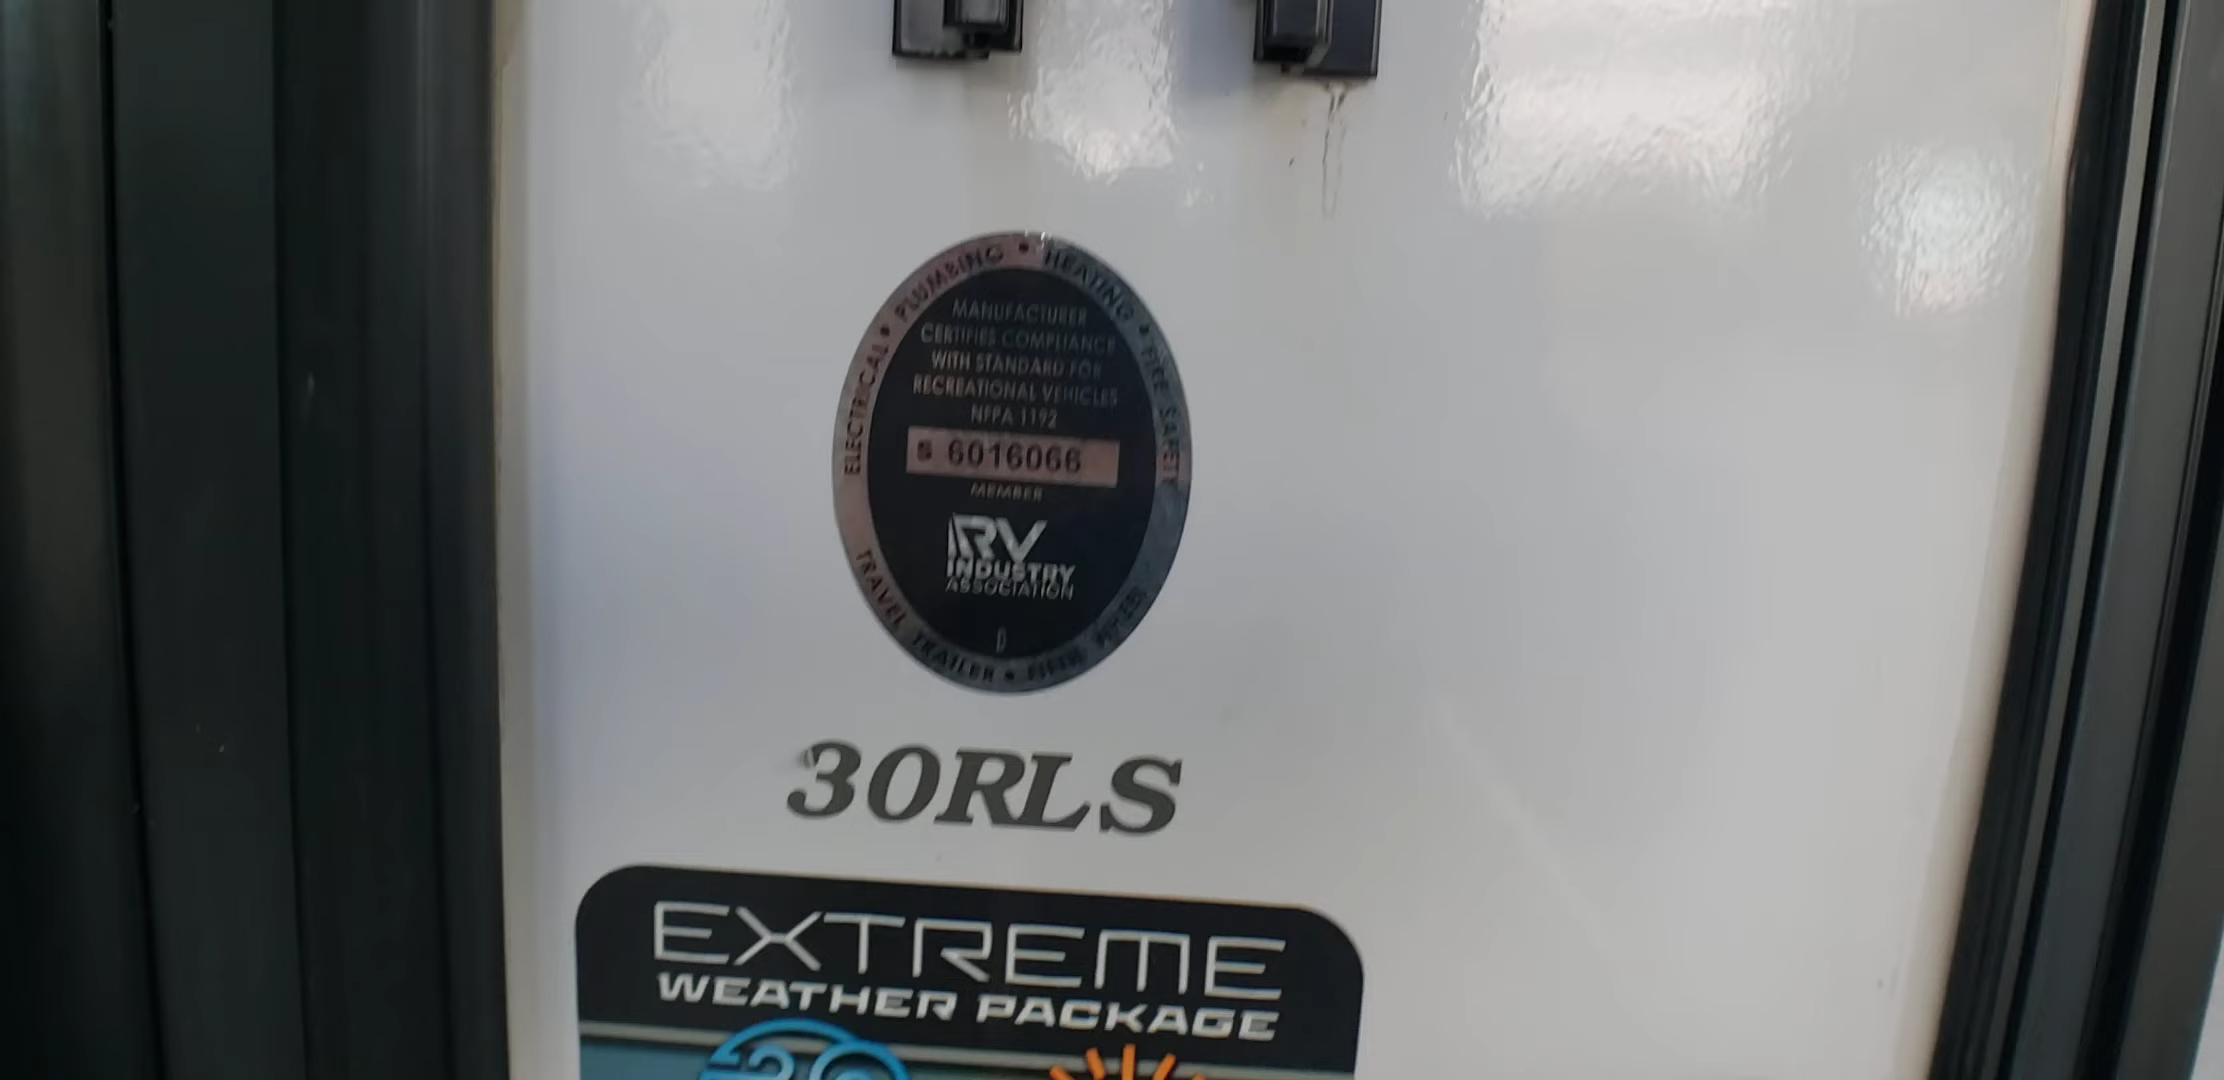 ELECTRICAL • PLUMBING • HEATING • FIRE SAFETY
MANUFACTURER
CERTIFIES COMPLIANCE
WITH STANDARD FOR
RECREATIONAL VEHICLES
NFPA 1192
6016066
MEMBER
RV
INDUSTRY
ASSOCIATION
TRAVEL TRAILER • FIFTH WHEEL
30RLS
EXTREME
WEATHER PACKAGE